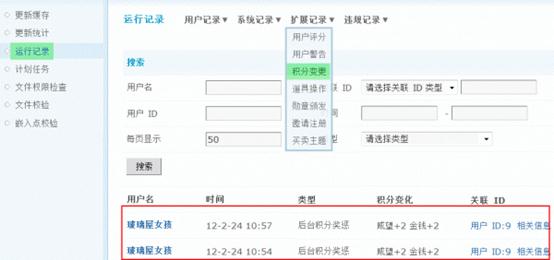 更新缓存
更新统计
运行记录
计划任务
文件权限检查
文件校验
嵌入点校验
运行记录 用户记录▼ 系统记录▼ 扩展记录▼ 违规记录▼
用户评分
用户警告
积分变更
道具操作
勋章颁发
邀请注册
买卖主题
搜索
用户名 联 ID 请选择关联 ID 类型
用户 ID 间 -
每页显示 50 型 请选择类型
搜索
用户名 时间 类型 积分变化 关联 ID
玻璃屋女孩 12-2-24 10:57 后台积分奖惩 威望+2 金钱+2 用户 ID:9 相关信息
玻璃屋女孩 12-2-24 10:54 后台积分奖惩 威望+2 金钱+2 用户 ID:9 相关信息